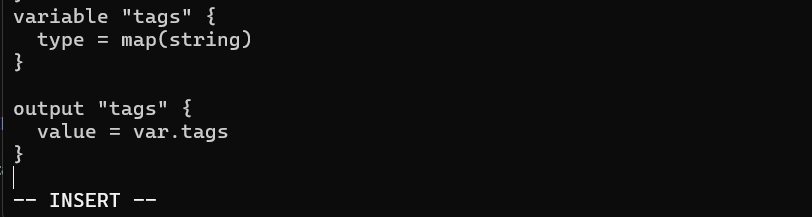 variable "tags" {
  type = map(string)
}

output "tags" {
  value = var.tags
}
-- INSERT --